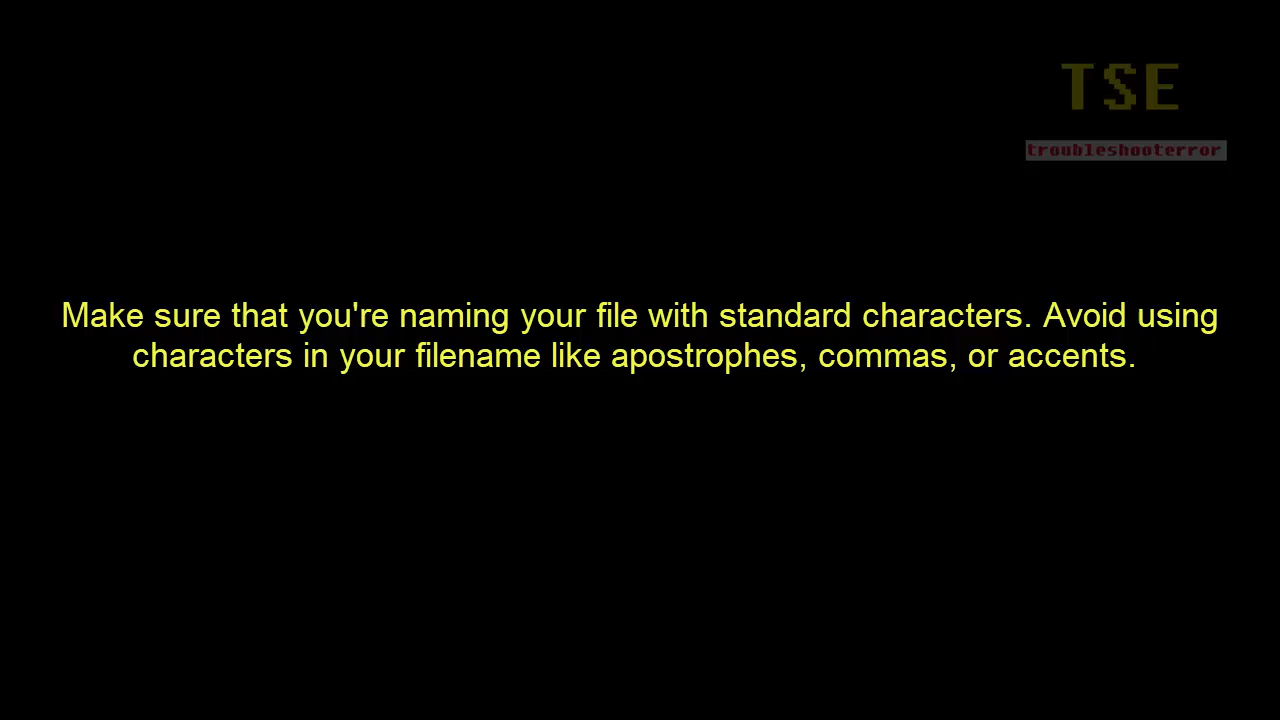 TSE
troubleshooterror
Make sure that you're naming your file with standard characters. Avoid using
characters in your filename like apostrophes, commas, or accents.